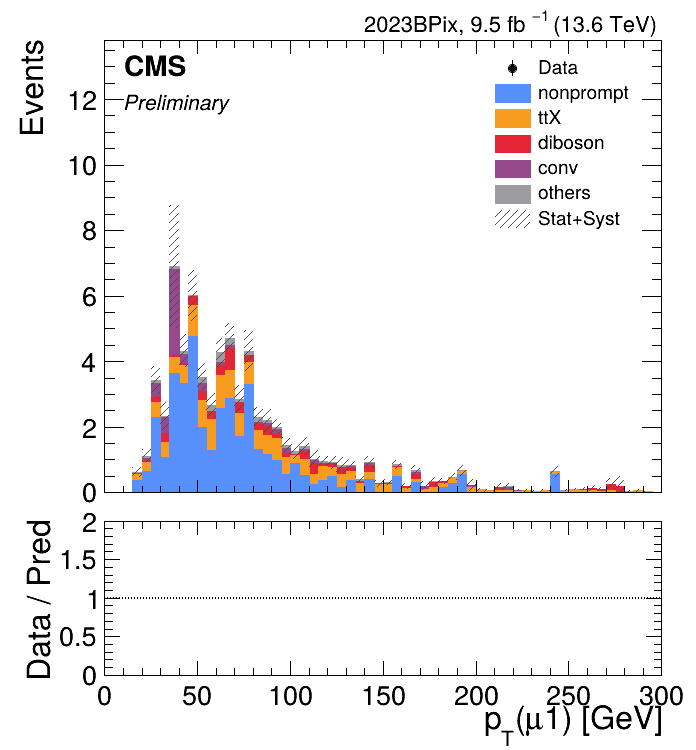 2023BPix, 9.5 fb⁻¹ (13.6 TeV)
CMS
Preliminary
Data
nonprompt
ttX
diboson
conv
others
Stat+Syst
Events
12
10
8
6
4
2
0
Data / Pred
2
1.5
1
0.5
0
0 50 100 150 200 250 300
p_T(μ1) [GeV]